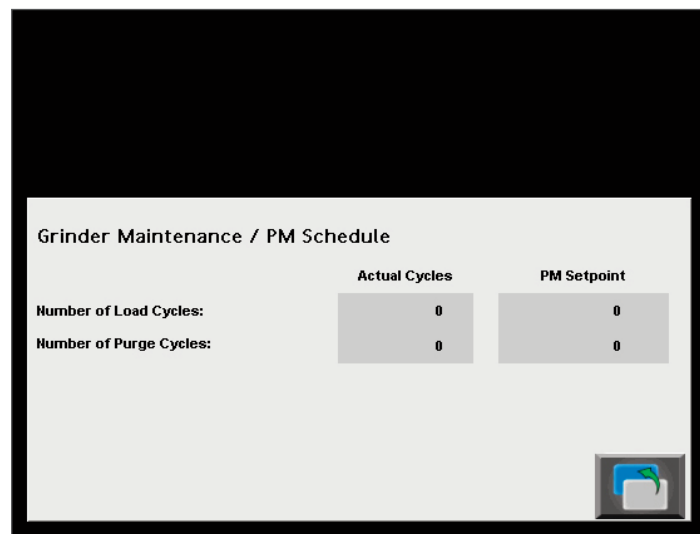 Grinder Maintenance / PM Schedule
Actual Cycles PM Setpoint
Number of Load Cycles: 0 0
Number of Purge Cycles: 0 0